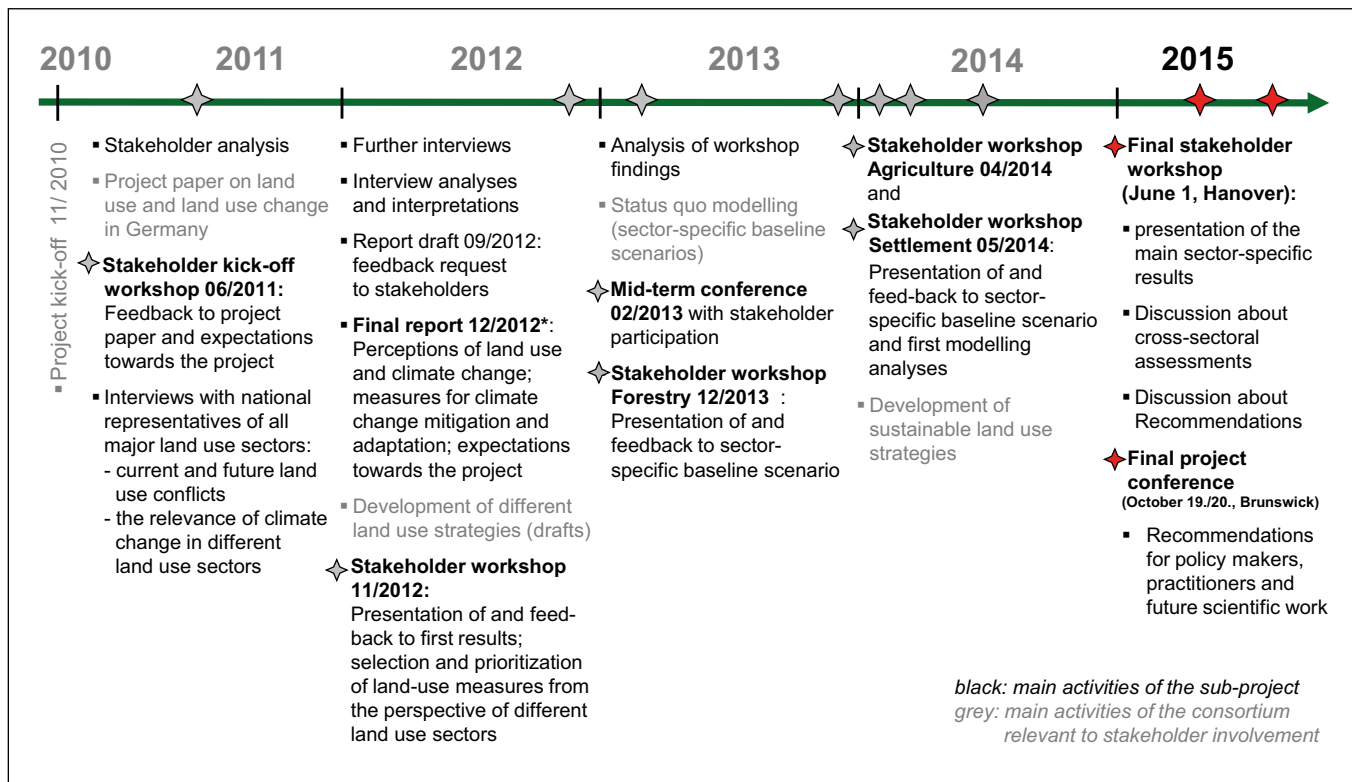 2010
2011
2012
2013
2014
2015
▪ Project kick-off 11/ 2010
▪ Stakeholder analysis
▪ Project paper on land
use and land use change
in Germany
Stakeholder kick-off
workshop 06/2011:
Feedback to project
paper and expectations
towards the project
▪ Interviews with national
representatives of all
major land use sectors:
- current and future land
use conflicts
- the relevance of climate
change in different
land use sectors
▪ Further interviews
▪ Interview analyses
and interpretations
▪ Report draft 09/2012:
feedback request
to stakeholders
▪ Final report 12/2012*:
Perceptions of land use
and climate change;
measures for climate
change mitigation and
adaptation; expectations
towards the project
▪ Development of different
land use strategies (drafts)
Stakeholder workshop
11/2012:
Presentation of and feed-
back to first results;
selection and prioritization
of land-use measures from
the perspective of different
land use sectors
▪ Analysis of workshop
findings
▪ Status quo modelling
(sector-specific baseline
scenarios)
Mid-term conference
02/2013 with stakeholder
participation
Stakeholder workshop
Forestry 12/2013 :
Presentation of and
feedback to sector-
specific baseline scenario
Stakeholder workshop
Agriculture 04/2014
and
Stakeholder workshop
Settlement 05/2014:
Presentation of and
feed-back to sector-
specific baseline scenario
and first modelling
analyses
▪ Development of
sustainable land use
strategies
Final stakeholder
workshop
(June 1, Hanover):
▪ presentation of the
main sector-specific
results
▪ Discussion about
cross-sectoral
assessments
▪ Discussion about
Recommendations
Final project
conference
(October 19./20., Brunswick)
▪ Recommendations
for policy makers,
practitioners and
future scientific work
black: main activities of the sub-project
grey: main activities of the consortium
relevant to stakeholder involvement